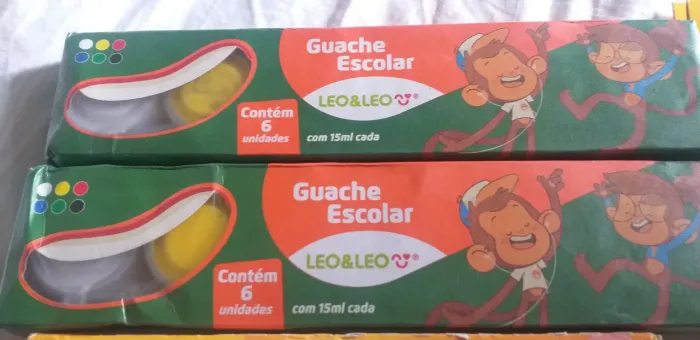 Guache
Escolar
LEO&LEO®
Contém
6
unidades
com 15ml cada
Guache
Escolar
LEO&LEO®
Contém
6
unidades
com 15ml cada